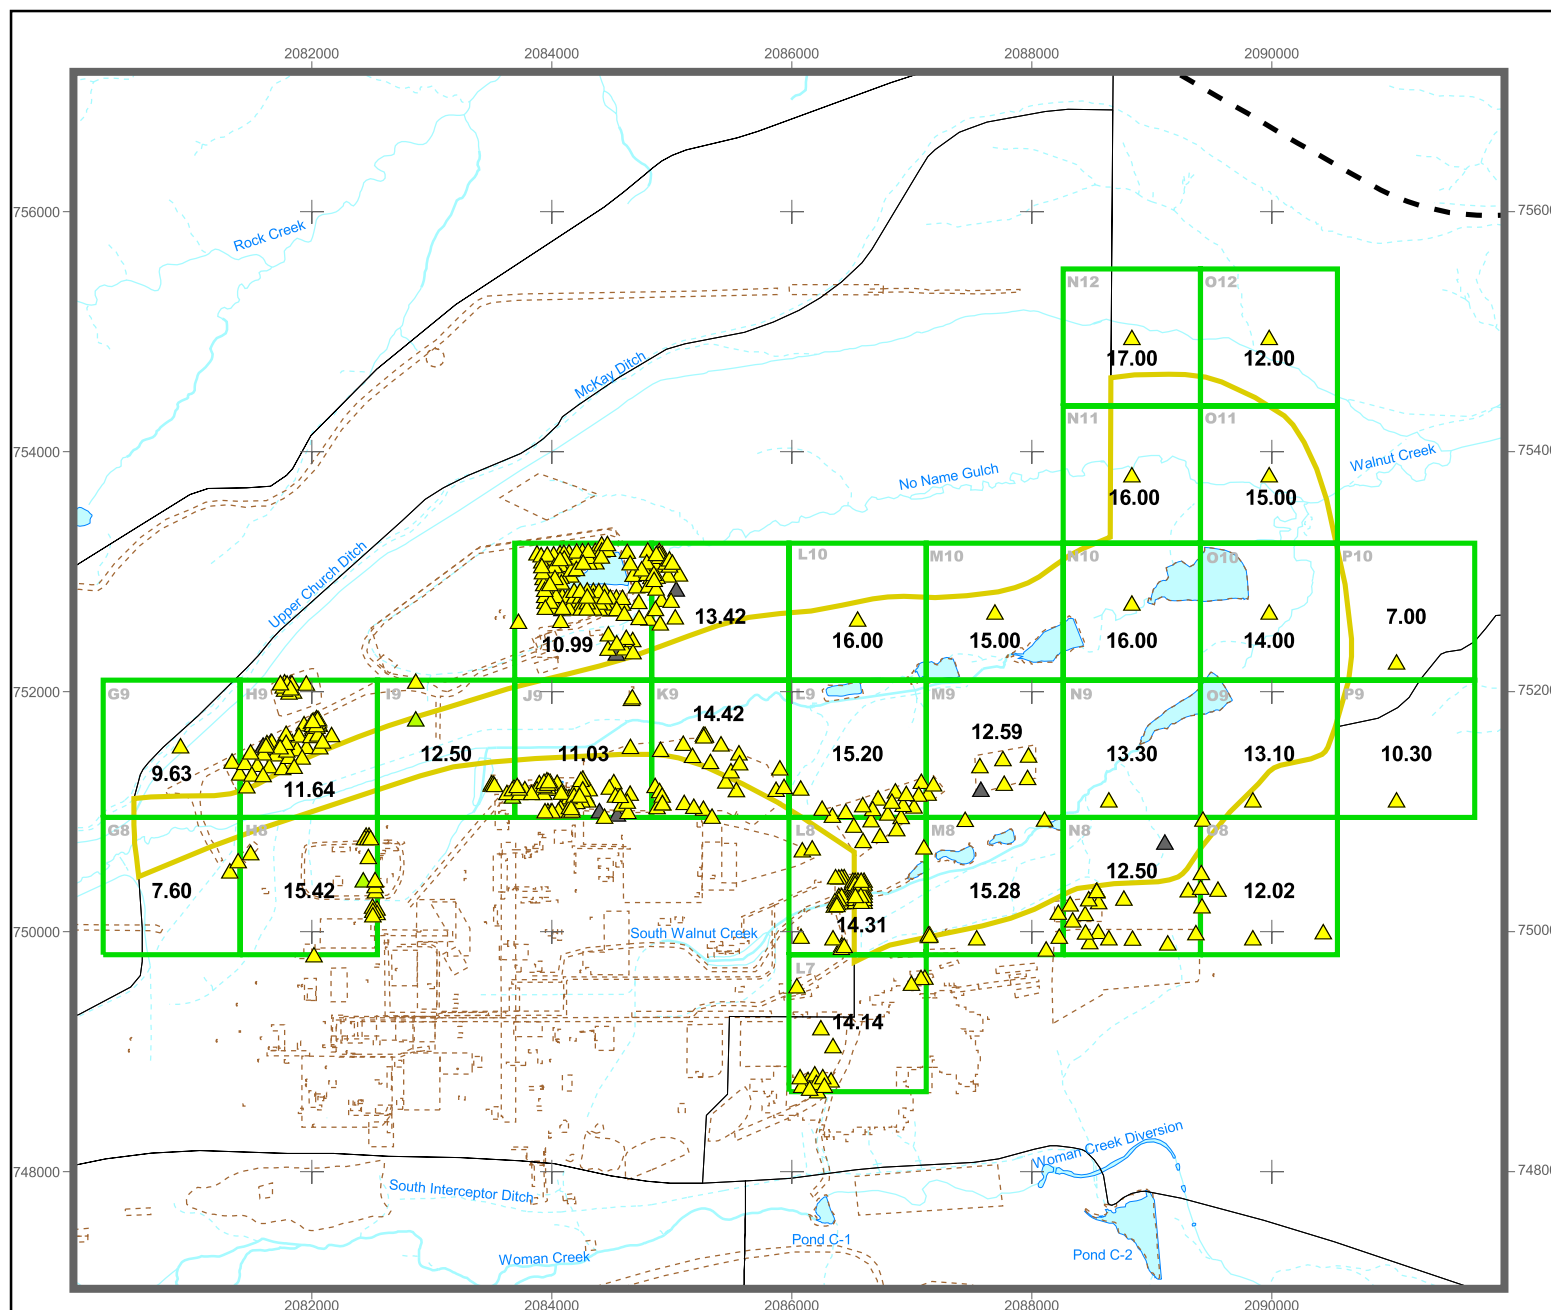 2082000 2084000 2086000 2088000 2090000
756000
Rock Creek
N12 O12
McKay Ditch
17.00 12.00
N11 O11
754000
Walnut Creek
No Name Gulch
16.00 15.00
Upper Church Ditch
L10 M10 N10 O10 P10
13.42 7.00
10.99 16.00 15.00 16.00 14.00
752000 752000
G9 H9 I9 J9 K9 L9 M9 N9 O9 P9
14.42 12.59
9.63 12.50 11.03 15.20 13.30 13.10 10.30
11.64
G8 H8 L8 M8 N8 O8
12.50
7.60 15.42 15.28 12.02
14.31
750000 750000
South Walnut Creek
L7
14.14
Woman Creek Diversion
748000 748000
South Interceptor Ditch
Pond C-1
Woman Creek Pond C-2
2082000 2084000 2086000 2088000 2090000